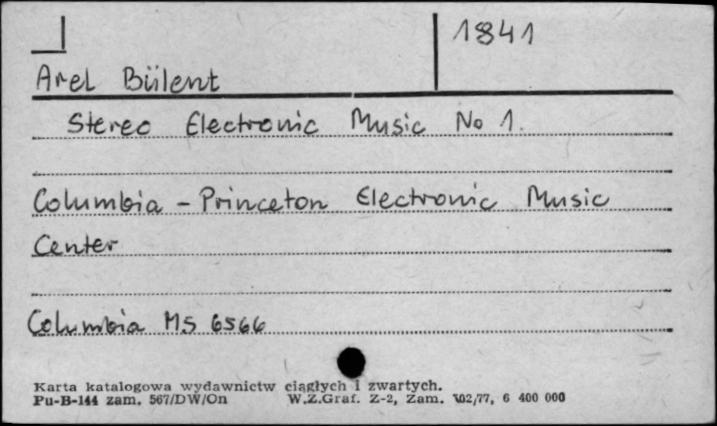 1841
Arel Bülent
Stereo Electronic Music No 1.
Columbia - Princeton Electronic Music
Center
Columbia MS 6566
Karta katalogowa wydawnictw ciągłych i zwartych.
Pu-B-144 zam. 567/DW/On W.Z.Graf. Z-2, Zam. 102/77, 6 400 000